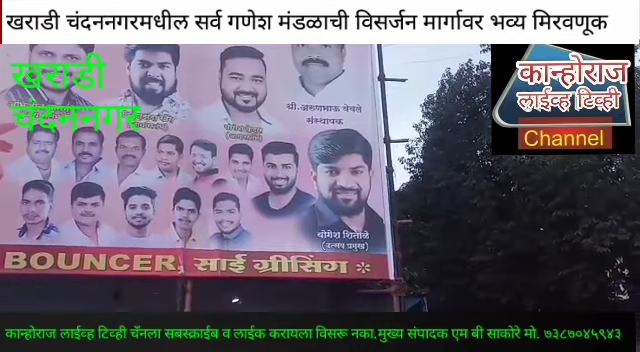 खराडी चंदननगरमधील सर्व गणेश मंडळाची विसर्जन मार्गावर भव्य मिरवणूक
खराडी
चंदननगर
कान्होराज
लाईव्ह टिव्ही
Channel
श्री.अरुणभाऊ येवले
संस्थापक
योगेश शितोळे
(उत्सव प्रमुख)
BOUNCER, साई ग्रीसिंग
कान्होराज लाईव्ह टिव्ही चॅनला सबस्क्राईब व लाईक करायला विसरू नका.मुख्य संपादक एम बी साकोरे मो. ७३८७०४५९४३